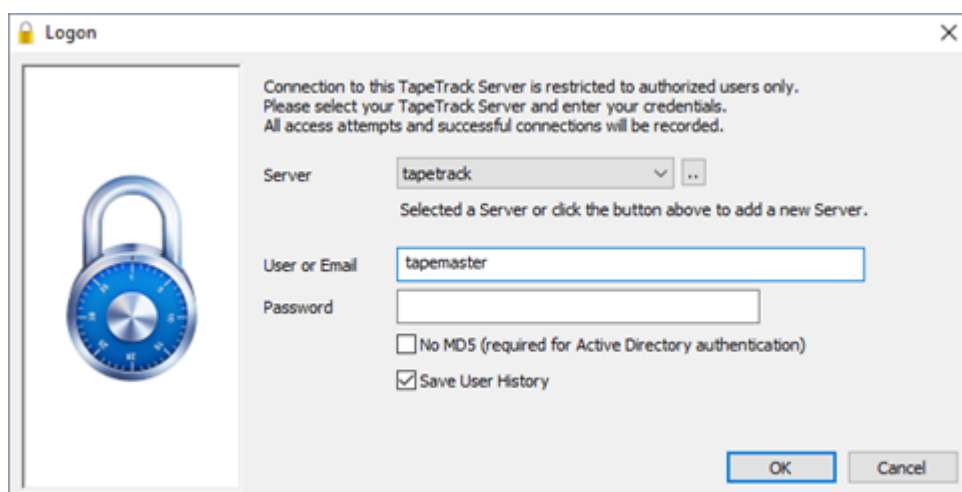 Logon
Connection to this TapeTrack Server is restricted to authorized users only.
Please select your TapeTrack Server and enter your credentials.
All access attempts and successful connections will be recorded.
Server
tapetrack
..
Selected a Server or click the button above to add a new Server.
User or Email
tapemaster
Password
No MD5 (required for Active Directory authentication)
Save User History
OK
Cancel